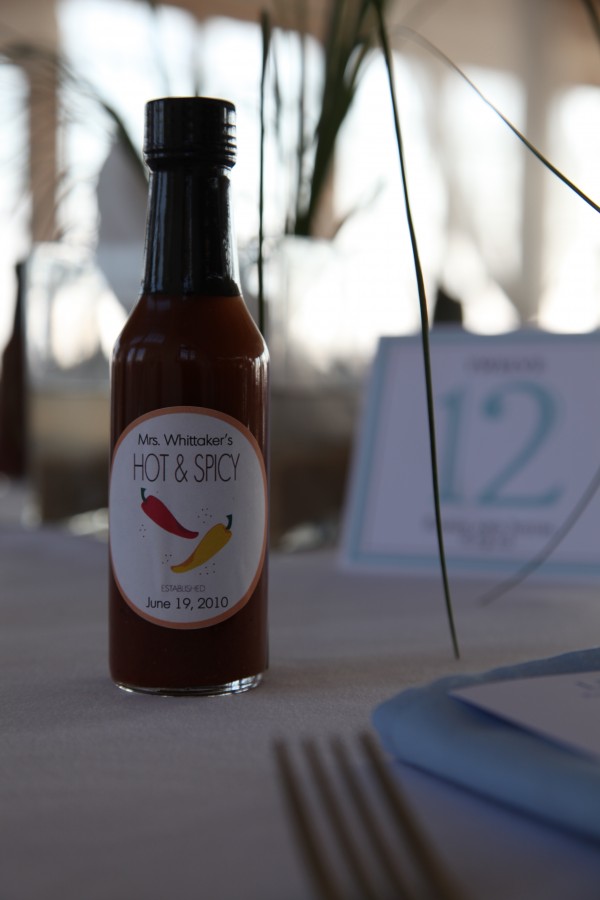 Mrs. Whittaker's
HOT & SPICY
ESTABLISHED
June 19, 2010
12